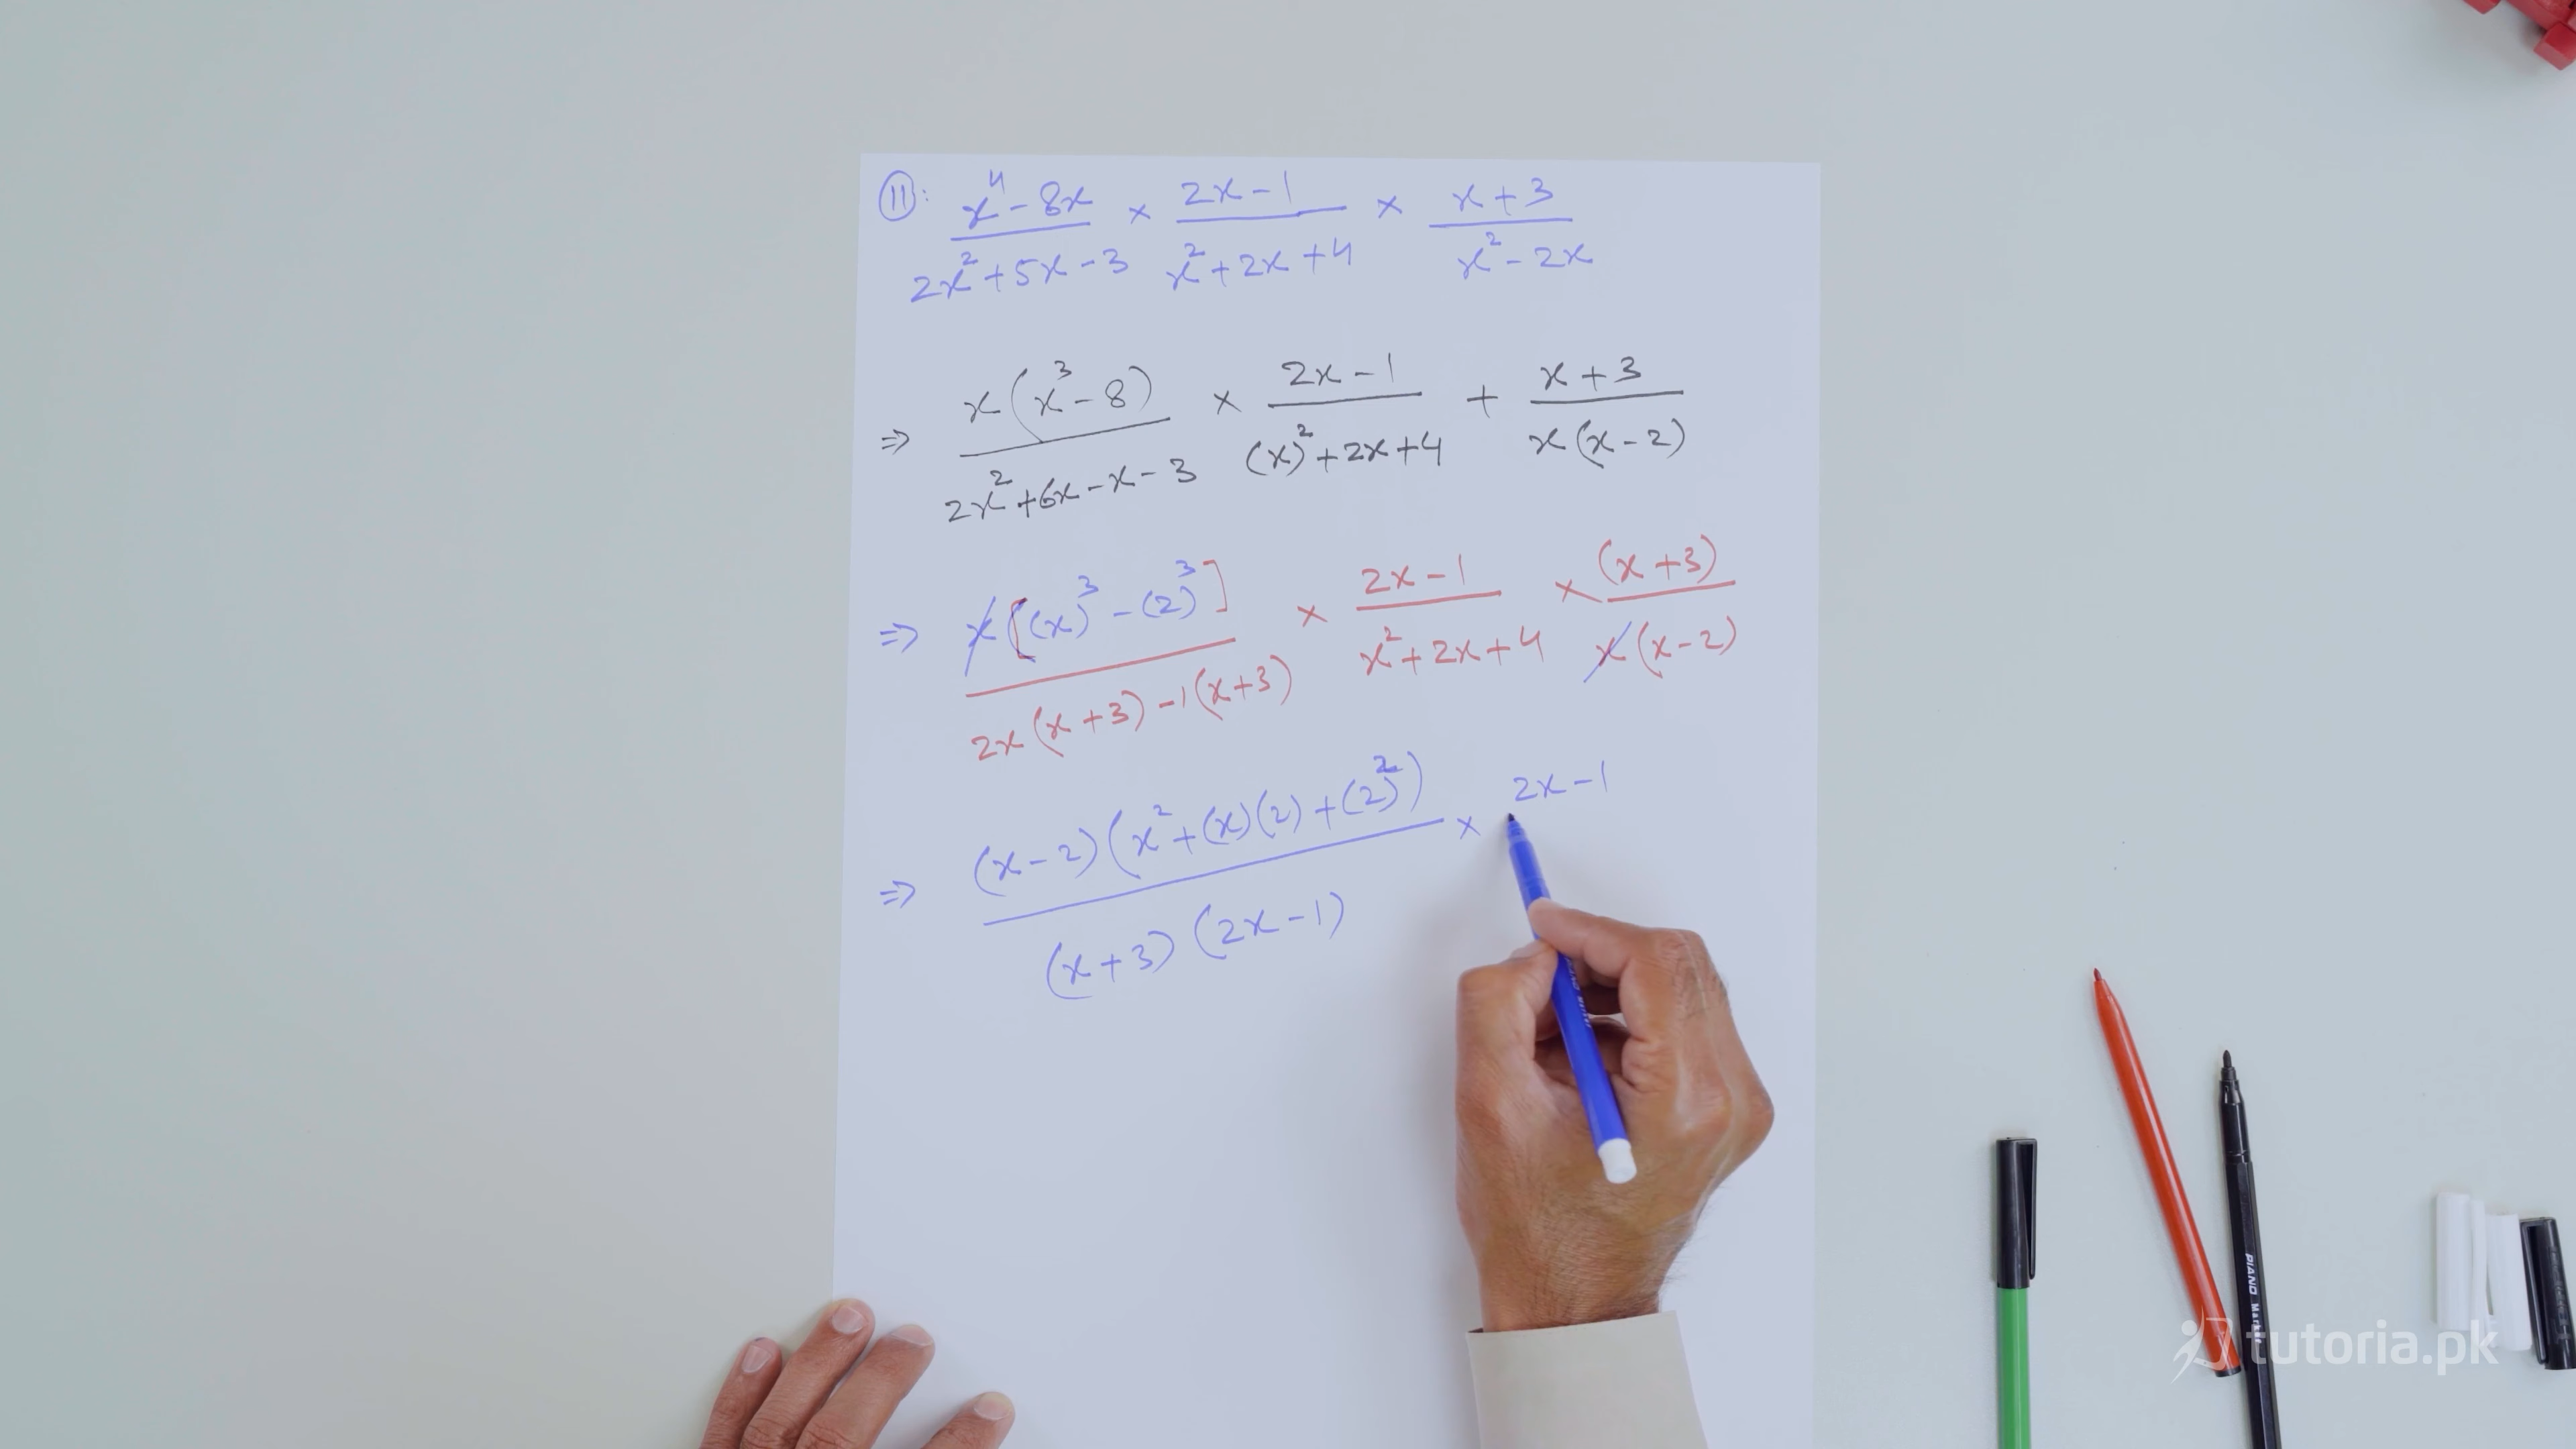 11: x⁴ - 8x / 2x² + 5x - 3 × 2x - 1 / x² + 2x + 4 × x + 3 / x² - 2x
⇒ x(x³ - 8) / 2x² + 6x - x - 3 × 2x - 1 / (x)² + 2x + 4 + x + 3 / x(x - 2)
⇒ x[(x)³ - (2)³] / 2x(x + 3) - 1(x + 3) × 2x - 1 / x² + 2x + 4 × (x + 3) / x(x - 2)
⇒ (x - 2)(x² + (x)(2) + (2)²) / (x + 3)(2x - 1) × 2x - 1
PIANO Marker
tutoria.pk